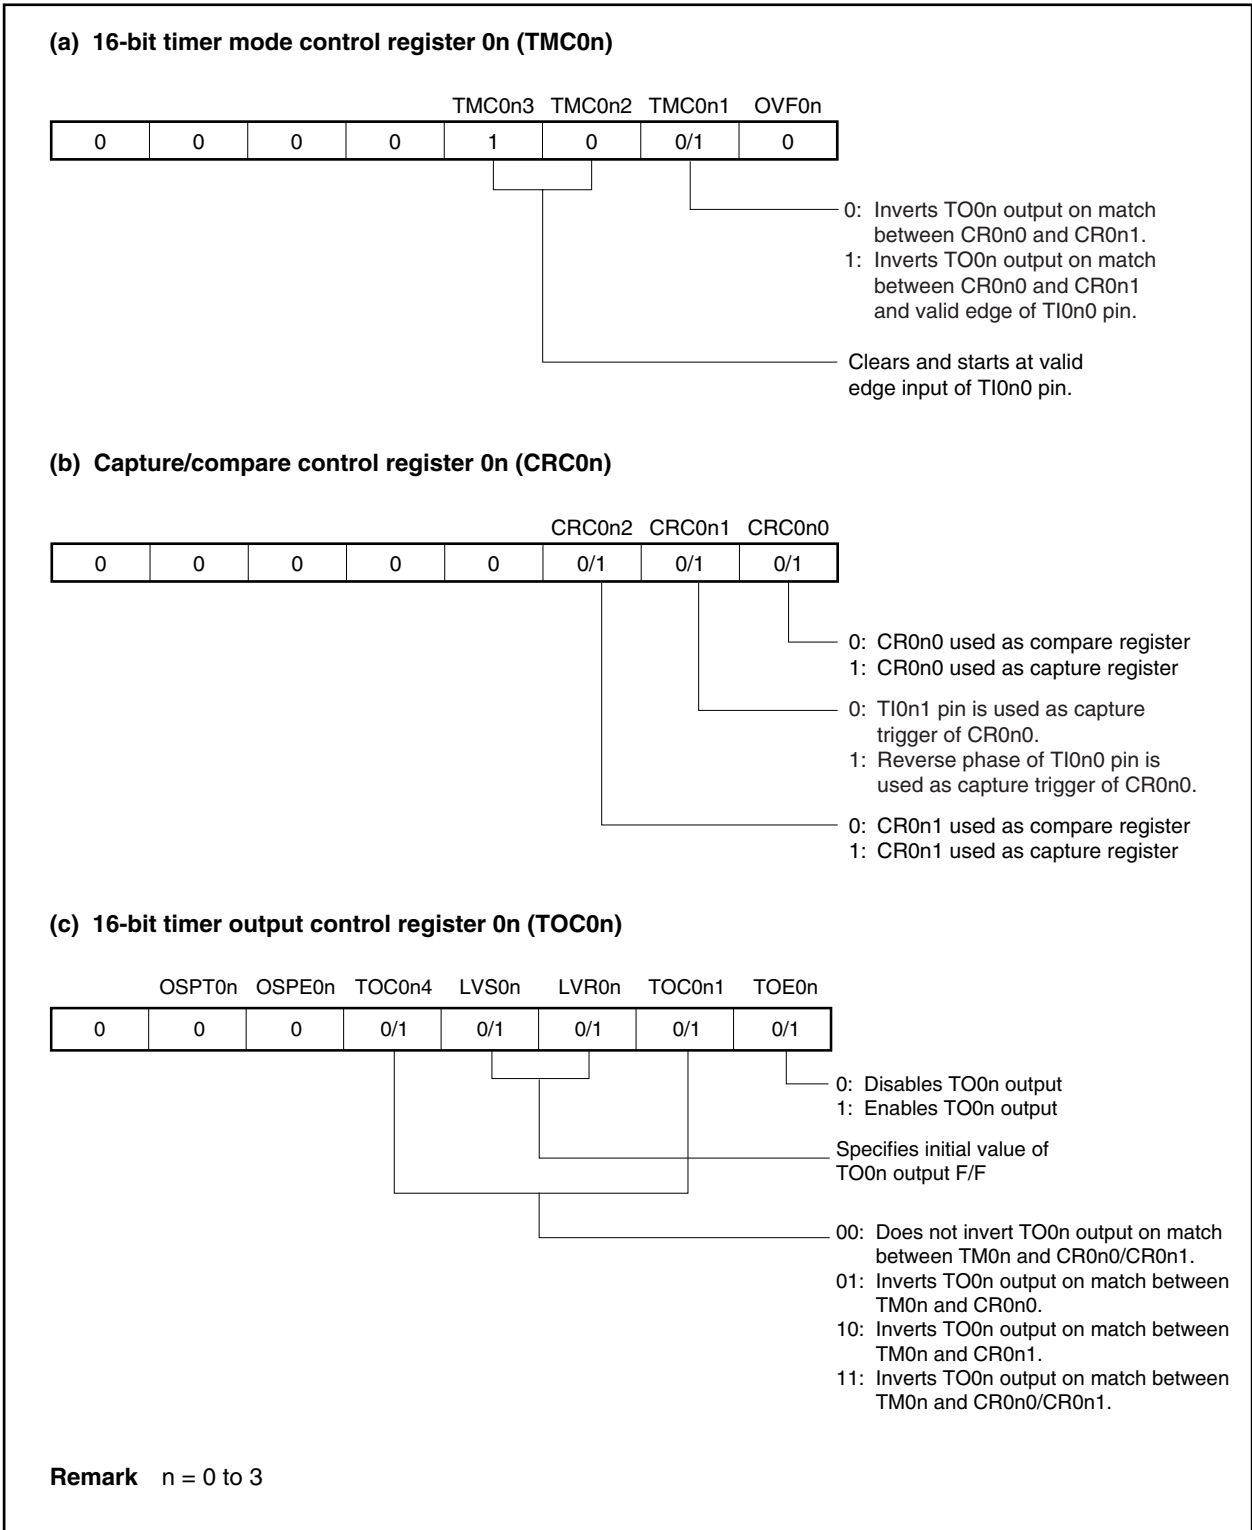 (a) 16-bit timer mode control register 0n (TMC0n)
TMC0n3 TMC0n2 TMC0n1 OVF0n
0 0 0 0 1 0 0/1 0
0: Inverts TO0n output on match
between CR0n0 and CR0n1.
1: Inverts TO0n output on match
between CR0n0 and CR0n1
and valid edge of TI0n0 pin.
Clears and starts at valid
edge input of TI0n0 pin.
(b) Capture/compare control register 0n (CRC0n)
CRC0n2 CRC0n1 CRC0n0
0 0 0 0 0 0/1 0/1 0/1
0: CR0n0 used as compare register
1: CR0n0 used as capture register
0: TI0n1 pin is used as capture
trigger of CR0n0.
1: Reverse phase of TI0n0 pin is
used as capture trigger of CR0n0.
0: CR0n1 used as compare register
1: CR0n1 used as capture register
(c) 16-bit timer output control register 0n (TOC0n)
OSPT0n OSPE0n TOC0n4 LVS0n LVR0n TOC0n1 TOE0n
0 0 0 0/1 0/1 0/1 0/1 0/1
0: Disables TO0n output
1: Enables TO0n output
Specifies initial value of
TO0n output F/F
00: Does not invert TO0n output on match
between TM0n and CR0n0/CR0n1.
01: Inverts TO0n output on match between
TM0n and CR0n0.
10: Inverts TO0n output on match between
TM0n and CR0n1.
11: Inverts TO0n output on match between
TM0n and CR0n0/CR0n1.
Remark n = 0 to 3